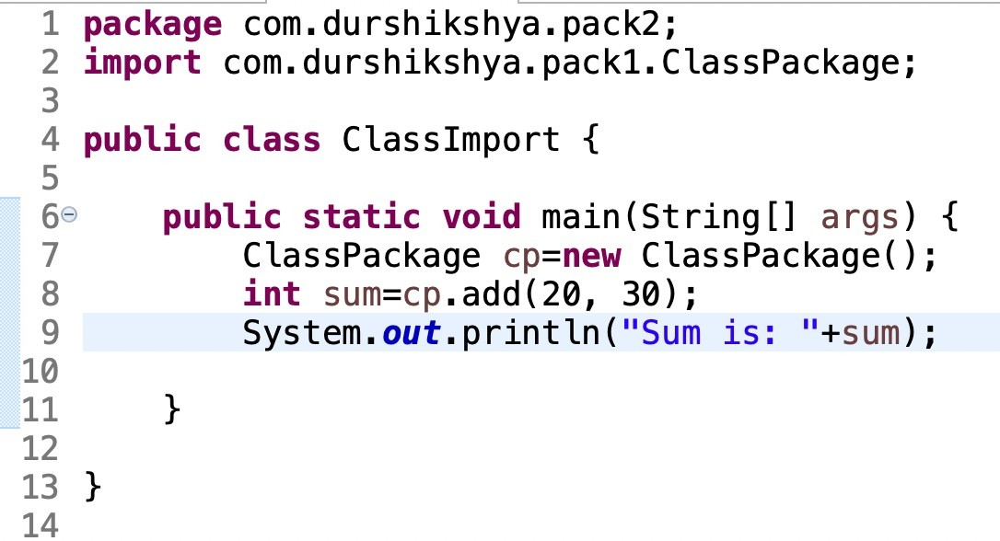 1 package com.durshikshya.pack2;
2 import com.durshikshya.pack1.ClassPackage;
3
4 public class ClassImport {
5
6 public static void main(String[] args) {
7 ClassPackage cp=new ClassPackage();
8 int sum=cp.add(20, 30);
9 System.out.println("Sum is: "+sum);
10
11 }
12
13 }
14